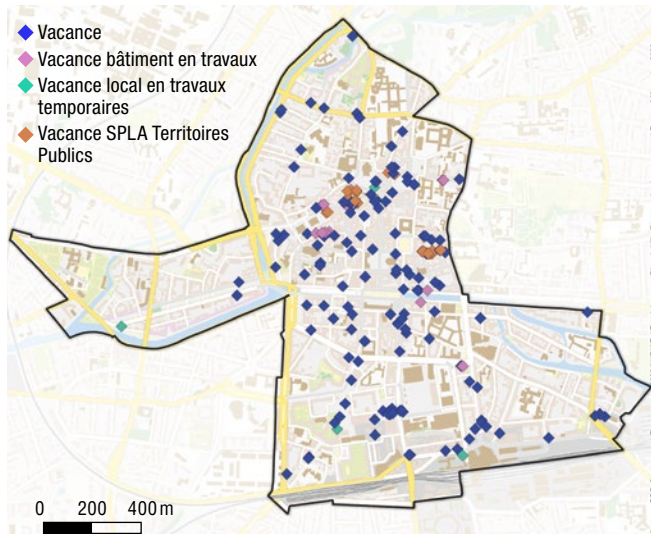 Vacance
Vacance bâtiment en travaux
Vacance local en travaux
temporaires
Vacance SPLA Territoires
Publics
0 200 400 m